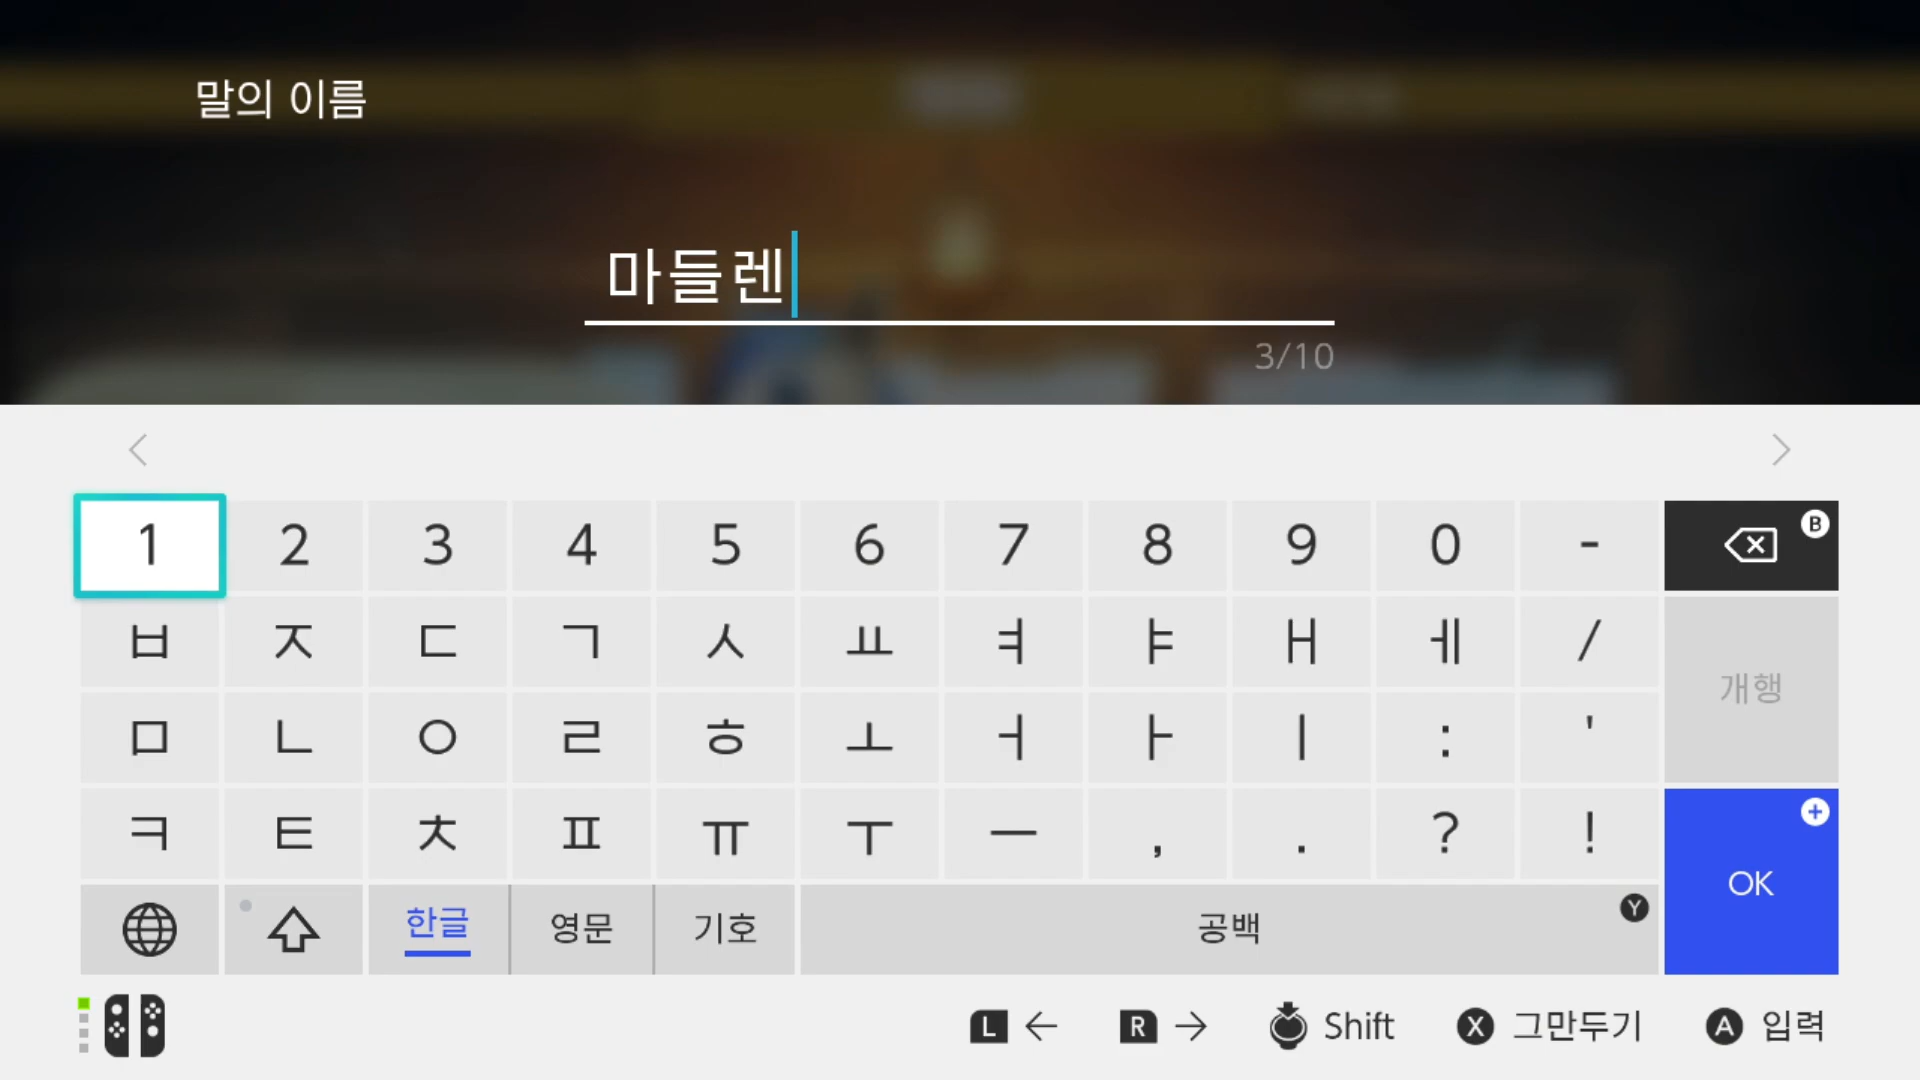 말의 이름
마들렌
3/10
1 2 3 4 5 6 7 8 9 0 -
ㅂ ㅈ ㄷ ㄱ ㅅ ㅛ ㅕ ㅑ ㅐ ㅔ /
개행
ㅁ ㄴ ㅇ ㄹ ㅎ ㅗ ㅓ ㅏ ㅣ : '
ㅋ ㅌ ㅊ ㅍ ㅠ ㅜ ㅡ , . ? !
OK
한글 영문 기호 공백
L ← R → Shift X 그만두기 A 입력
B
+
Y